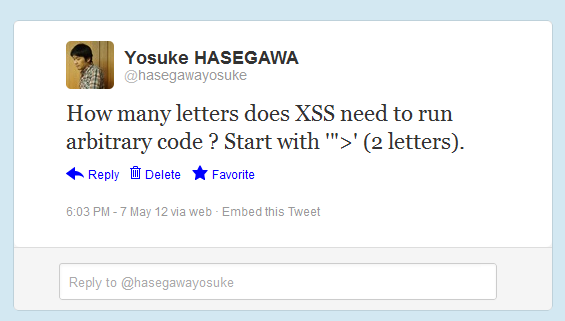 Yosuke HASEGAWA
@hasegawayosuke
How many letters does XSS need to run
arbitrary code ? Start with '">' (2 letters).
Reply Delete Favorite
6:03 PM - 7 May 12 via web · Embed this Tweet
Reply to @hasegawayosuke